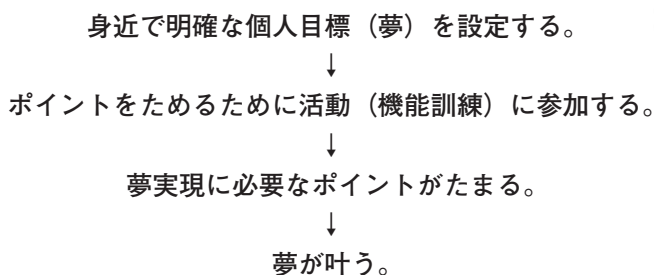 身近で明確な個人目標（夢）を設定する。
↓
ポイントをためるために活動（機能訓練）に参加する。
↓
夢実現に必要なポイントがたまる。
↓
夢が叶う。